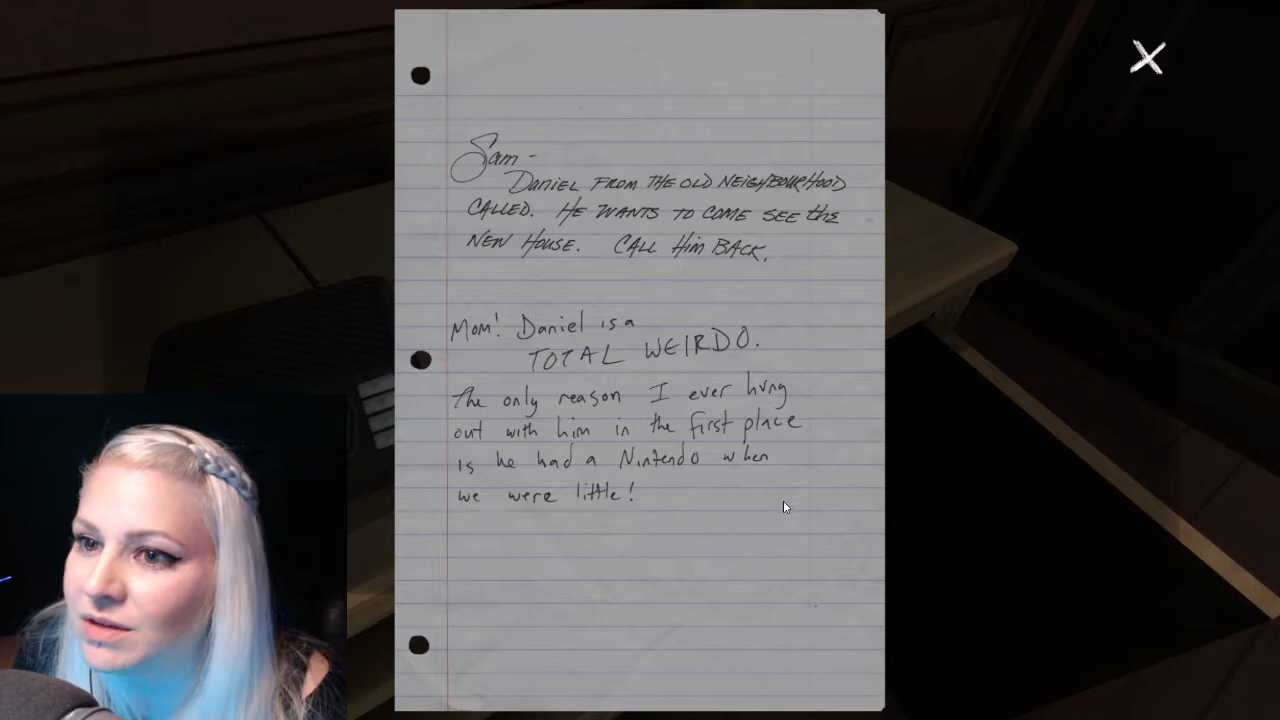 Sam-
DANIEL FROM THE OLD NEIGHBOURHOOD
CALLED. HE WANTS TO COME SEE the
NEW HOUSE. CALL HIM BACK.
Mom! Daniel is a
TOTAL WEIRDO.
The only reason I ever hung
out with him in the first place
is he had a Nintendo when
we were little!